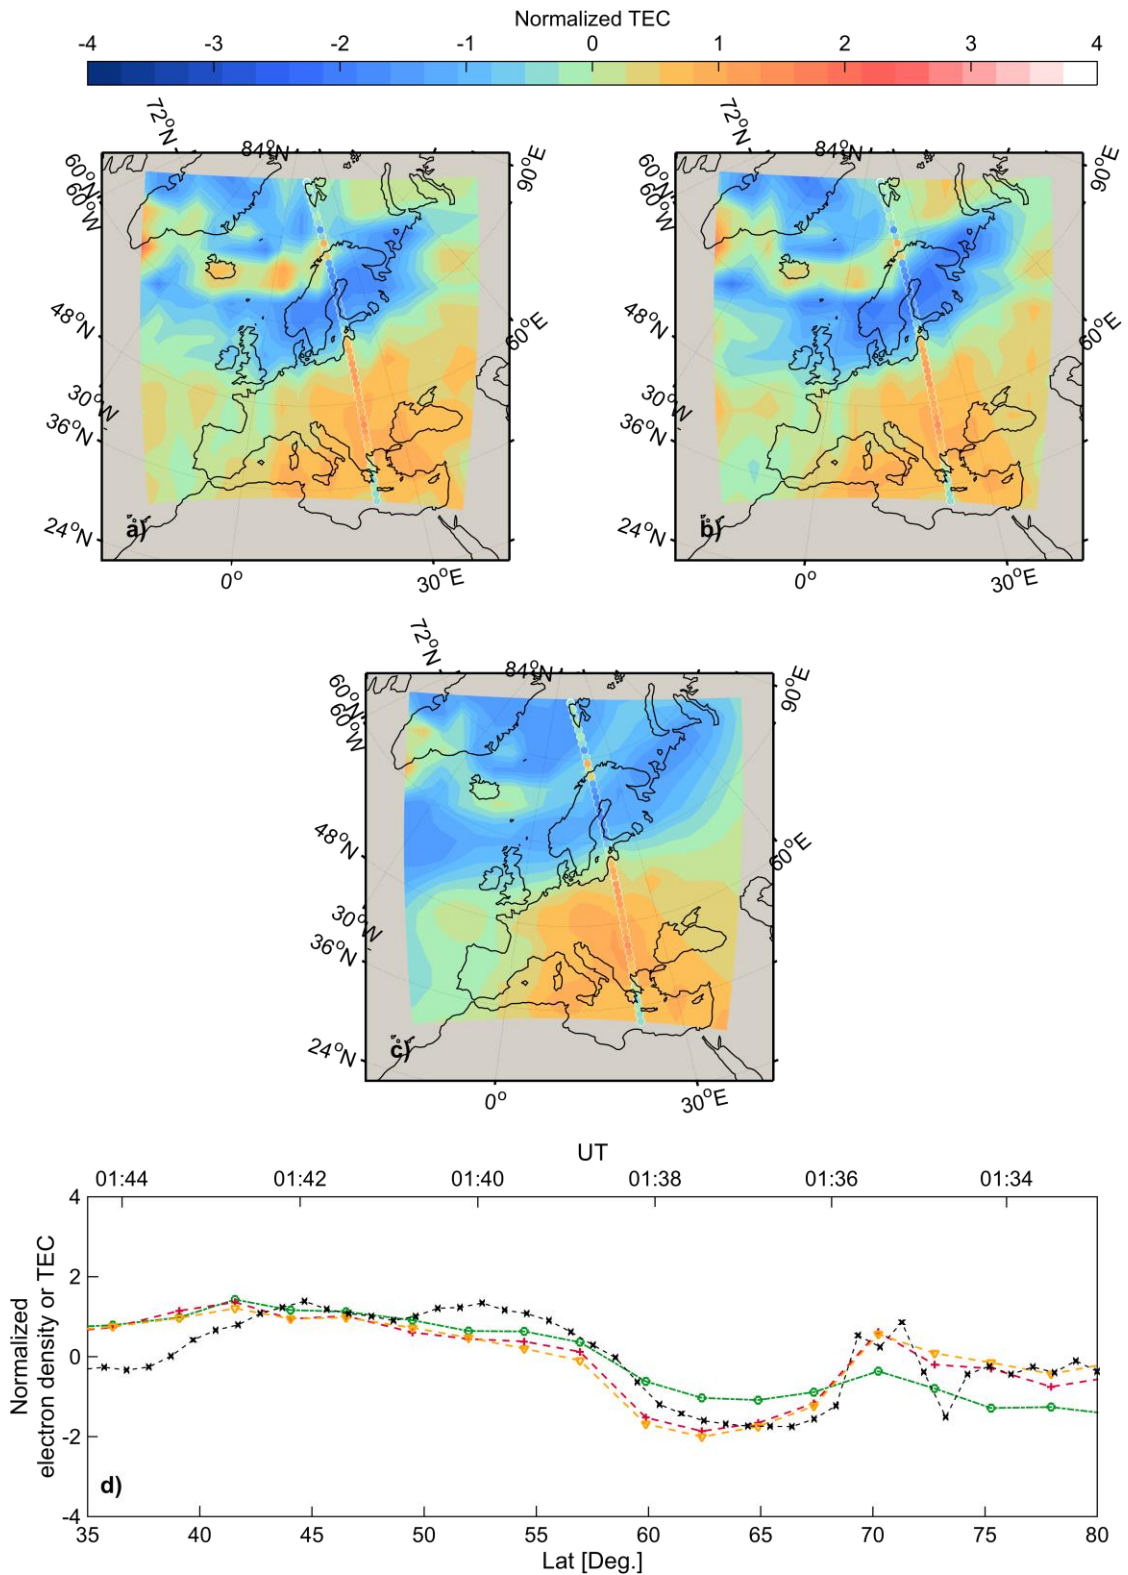 Normalized TEC
-4 -3 -2 -1 0 1 2 3 4
72°N 84°N 90°E
60°N
60°W
48°N
60°E
30°W
36°N
24°N
a)
0° 30°E
72°N 84°N 90°E
60°N
60°W
48°N
60°E
30°W
36°N
24°N
b)
0° 30°E
72°N 84°N 90°E
60°N
60°W
48°N
60°E
30°W
36°N
24°N
c)
0° 30°E
UT
01:44 01:42 01:40 01:38 01:36 01:34
Normalized
electron density or TEC
4
2
0
-2
-4
d)
35 40 45 50 55 60 65 70 75 80
Lat [Deg.]